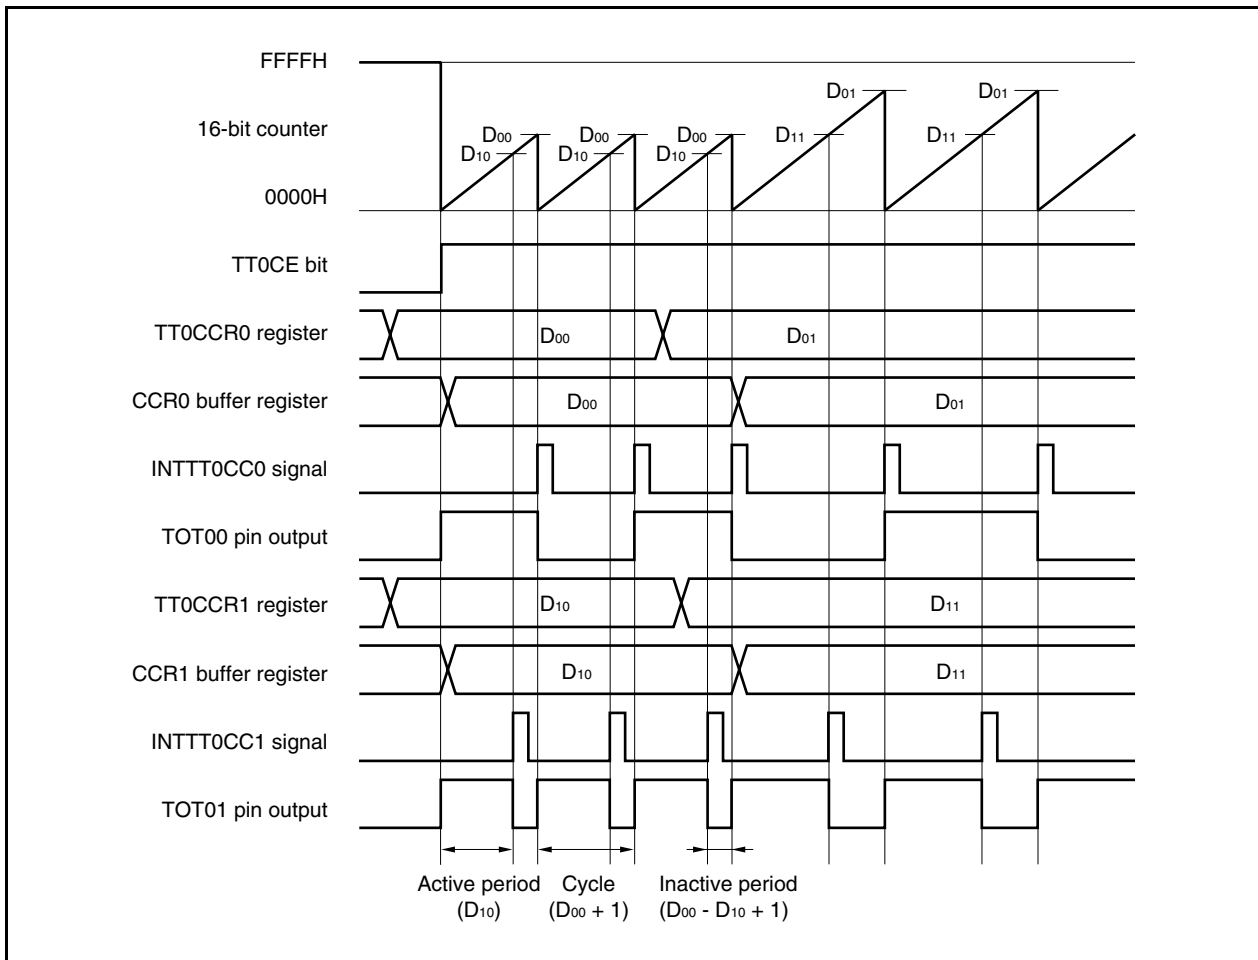 FFFFH
16-bit counter
0000H
D00 D00 D00 D01 D01
D10 D10 D10 D11 D11
TT0CE bit
TT0CCR0 register D00 D01
CCR0 buffer register D00 D01
INTTT0CC0 signal
TOT00 pin output
TT0CCR1 register D10 D11
CCR1 buffer register D10 D11
INTTT0CC1 signal
TOT01 pin output
Active period Cycle Inactive period
(D10) (D00 + 1) (D00 - D10 + 1)